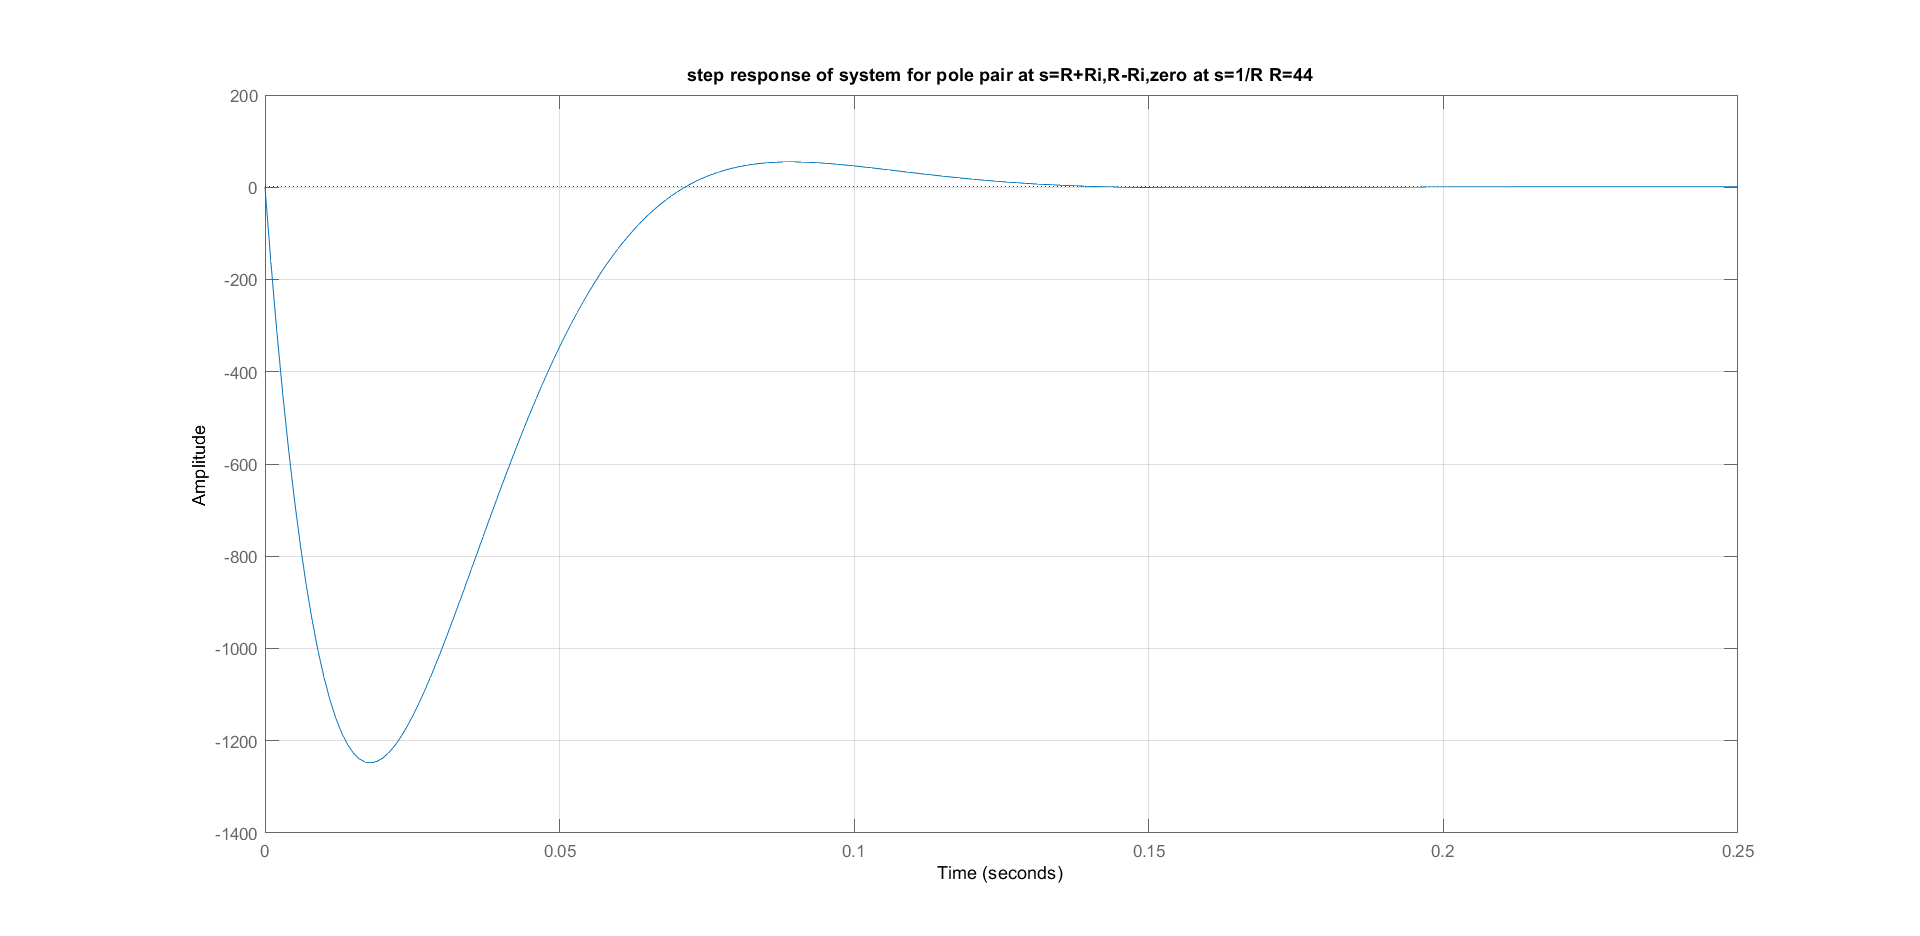 step response of system for pole pair at s=R+Ri,R-Ri,zero at s=1/R R=44
200
0
-200
-400
-600
-800
-1000
-1200
-1400
Amplitude
0 0.05 0.1 0.15 0.2 0.25
Time (seconds)